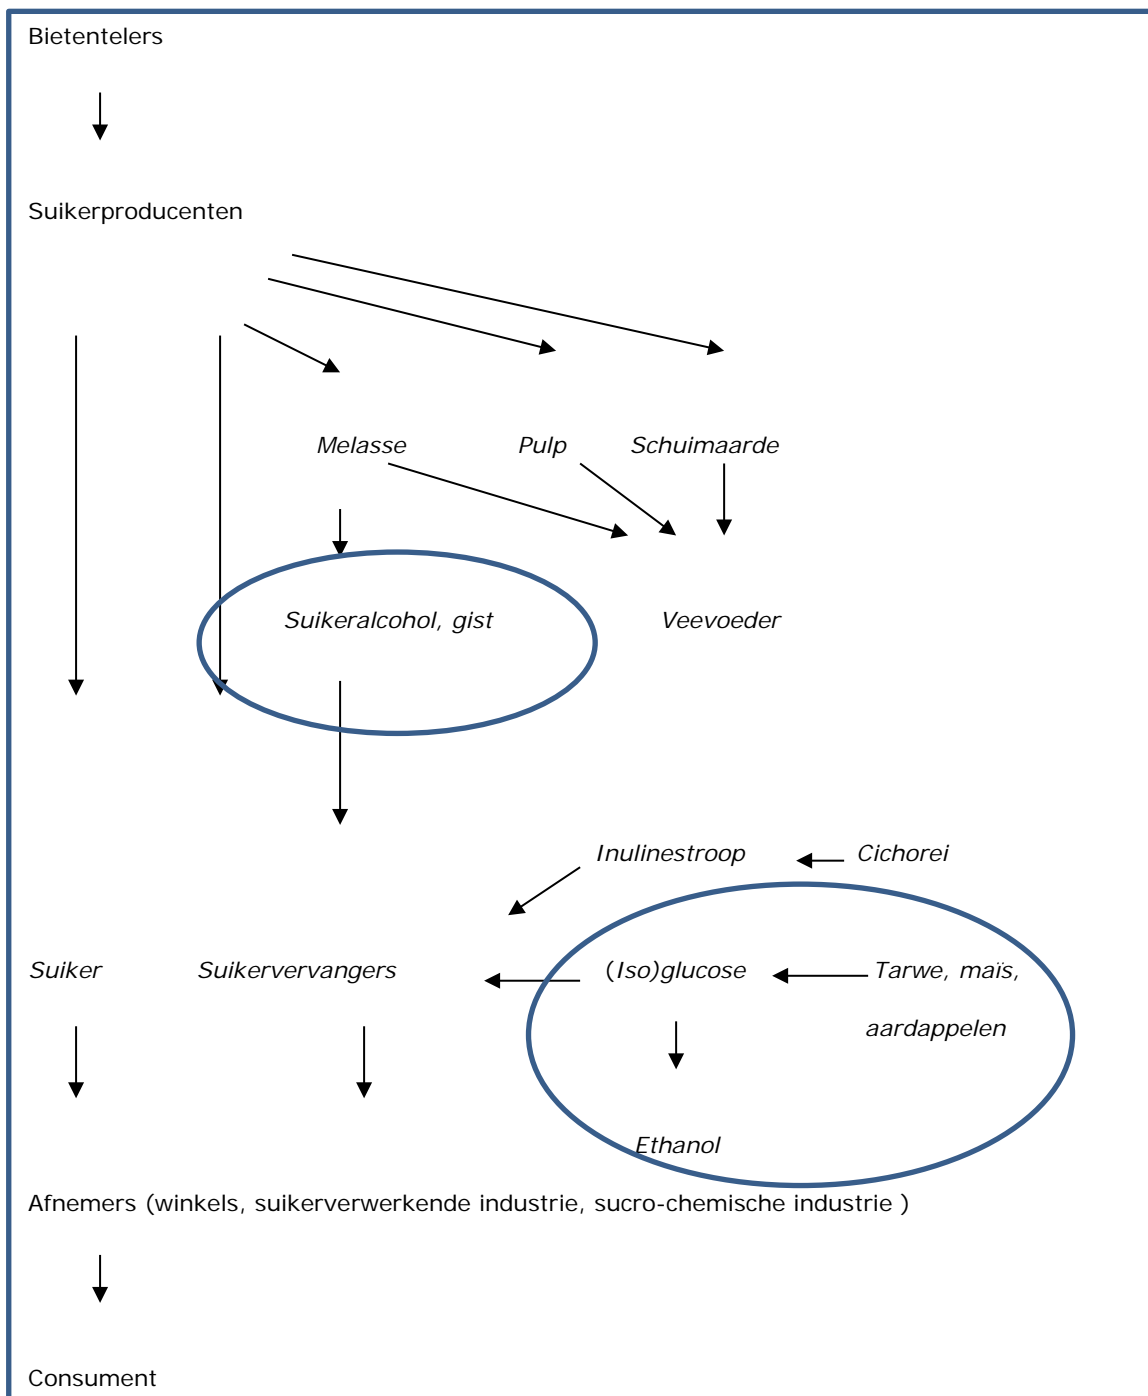 Bietentelers
Suikerproducenten
Melasse Pulp Schuimaarde
Suikeralcohol, gist Veevoeder
Inulinestroop Cichorei
Suiker Suikervervangers (Iso)glucose Tarwe, maïs,
aardappelen
Ethanol
Afnemers (winkels, suikerverwerkende industrie, sucro-chemische industrie )
Consument